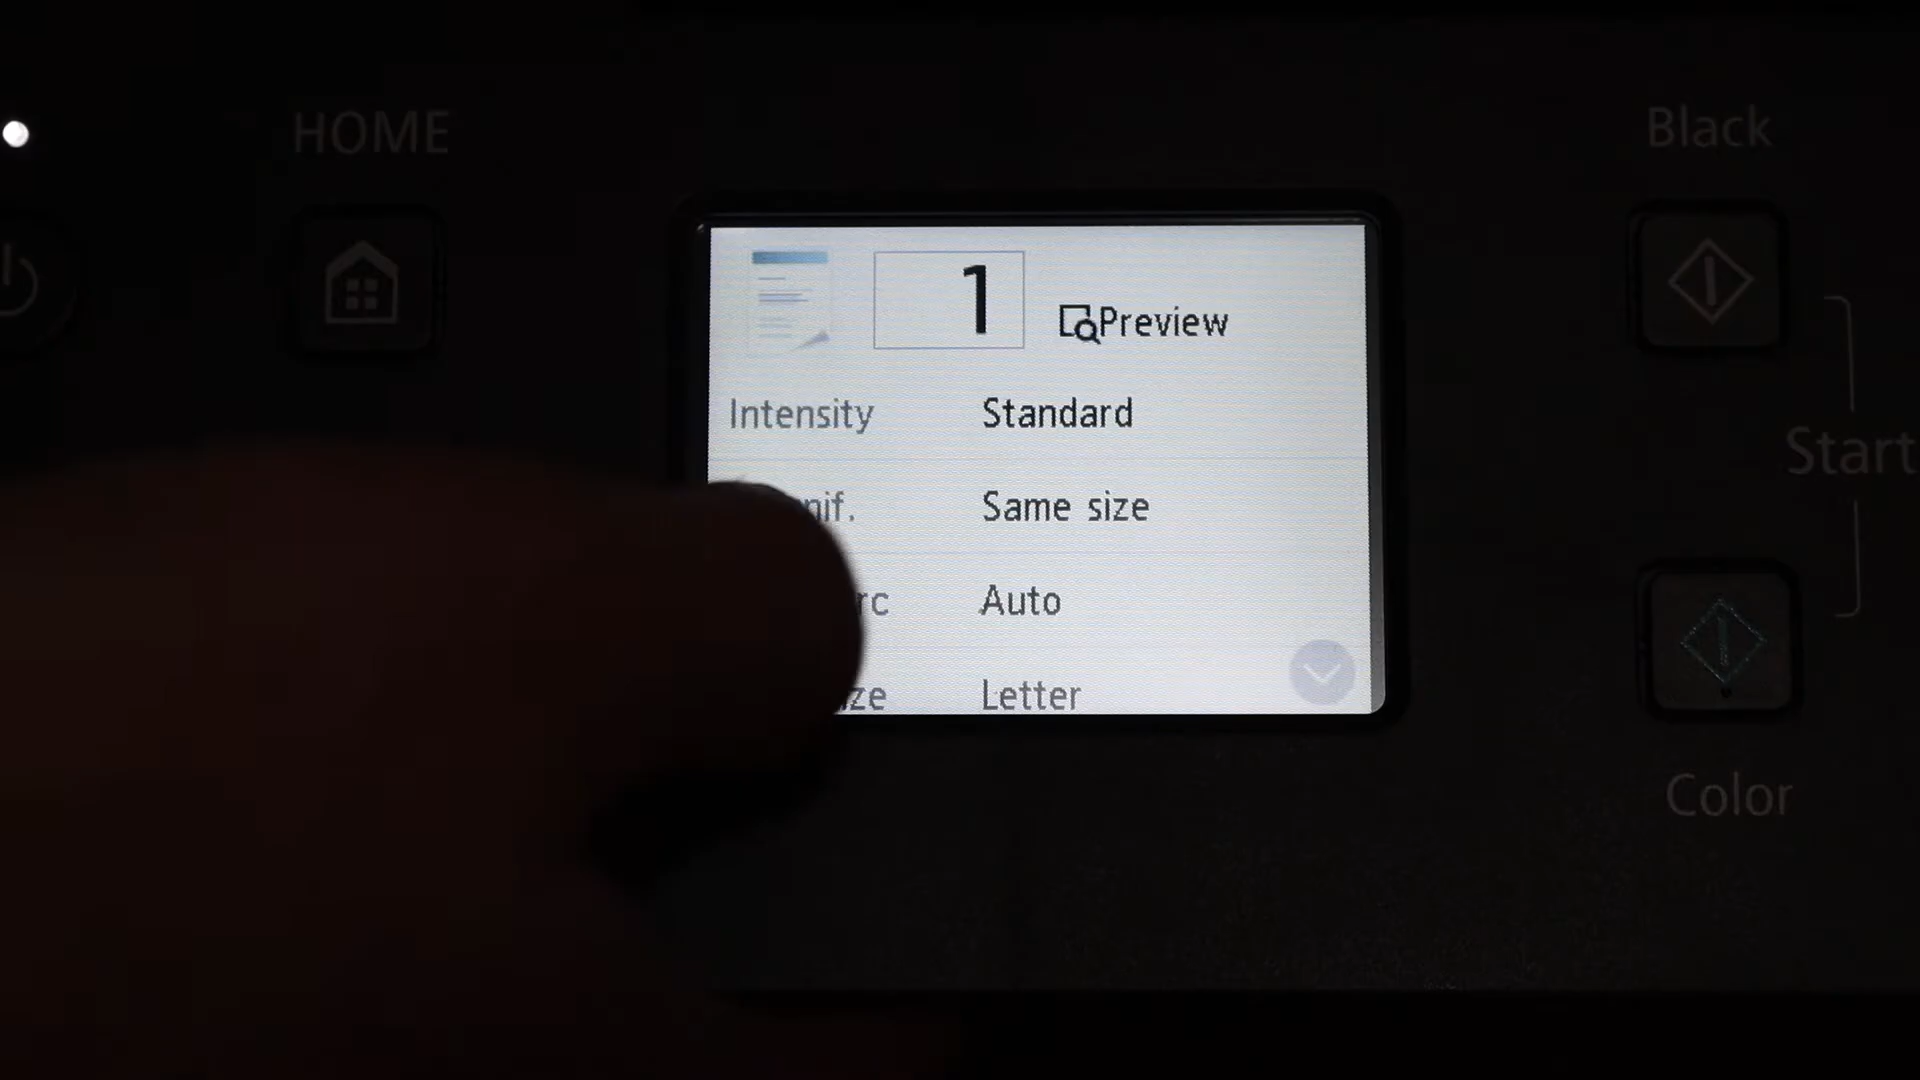 HOME
Black
1
Preview
Intensity Standard
Same size
Start
Auto
Letter
Color